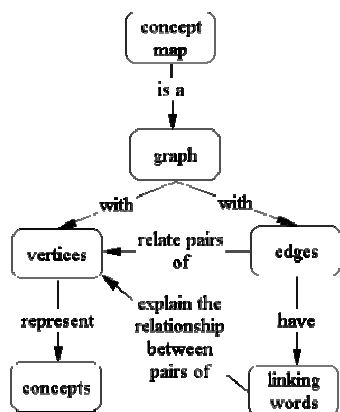 concept
map
is a
graph
with
with
vertices
relate pairs
of
edges
represent
explain the
relationship
between
pairs of
have
concepts
linking
words